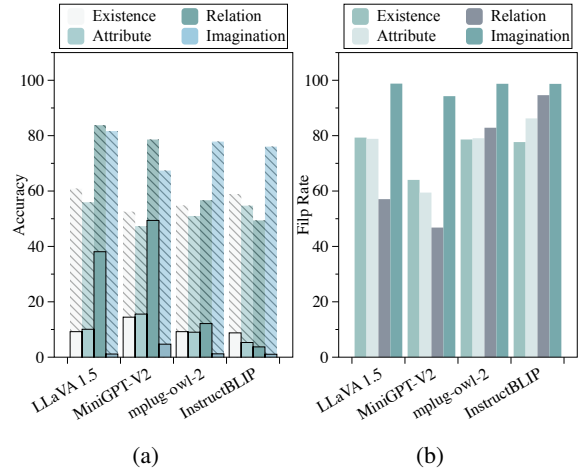 Existence Relation
Attribute Imagination
100
80
60
40
20
0
Accuracy
LLaVA 1.5
MiniGPT-V2
mplug-owl-2
InstructBLIP
(a)
Existence Relation
Attribute Imagination
100
80
60
40
20
0
Filp Rate
LLaVA 1.5
MiniGPT-V2
mplug-owl-2
InstructBLIP
(b)